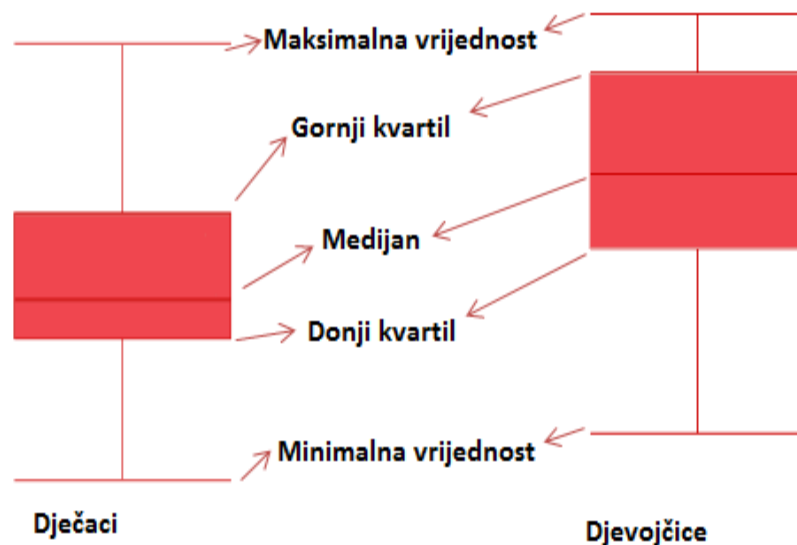 Maksimalna vrijednost
Gornji kvartil
Medijan
Donji kvartil
Minimalna vrijednost
Dječaci
Djevojčice